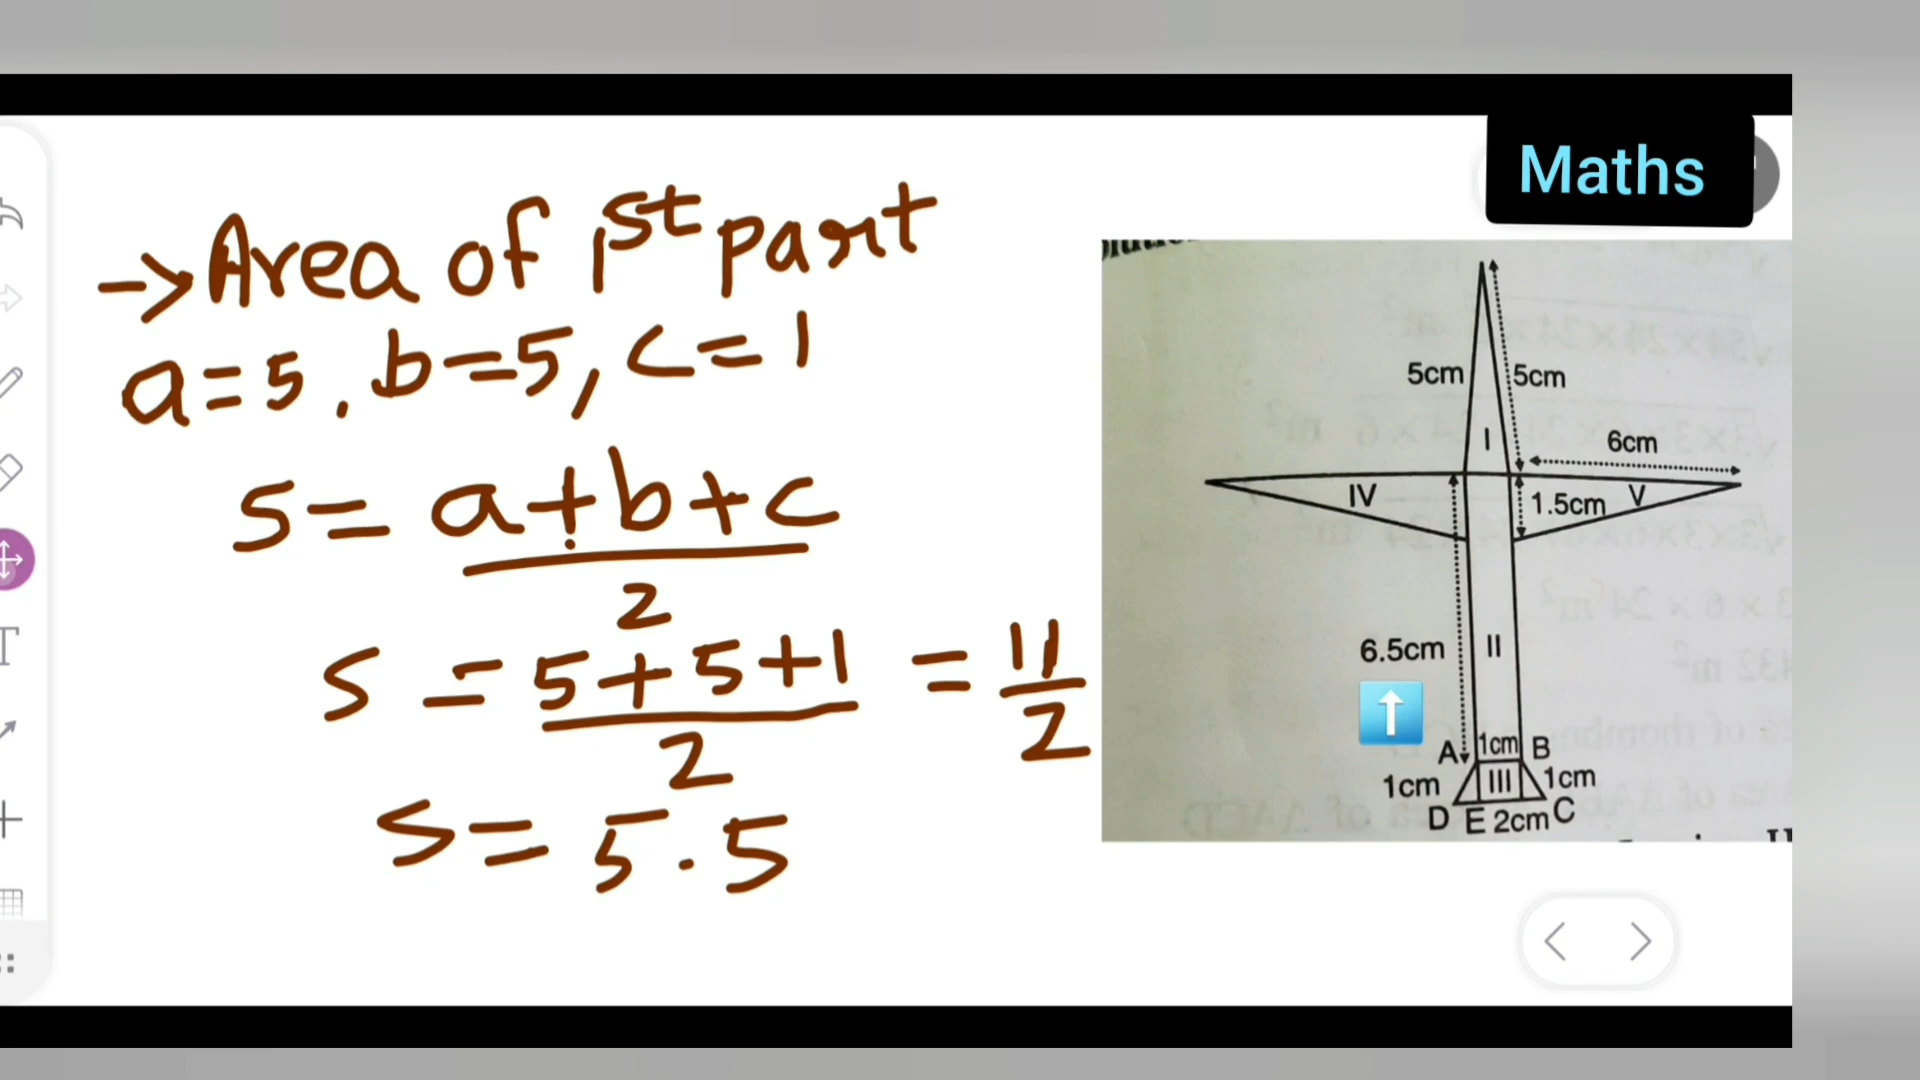 Maths
→Area of 1st part
a=5, b=5, c=1
S= a+b+c
2
S = 5+5+1 = 11
2 2
S= 5.5
5cm
5cm
I
6cm
IV
1.5cm
V
6.5cm
II
A
1cm
B
1cm
III
1cm
D
E
2cm
C